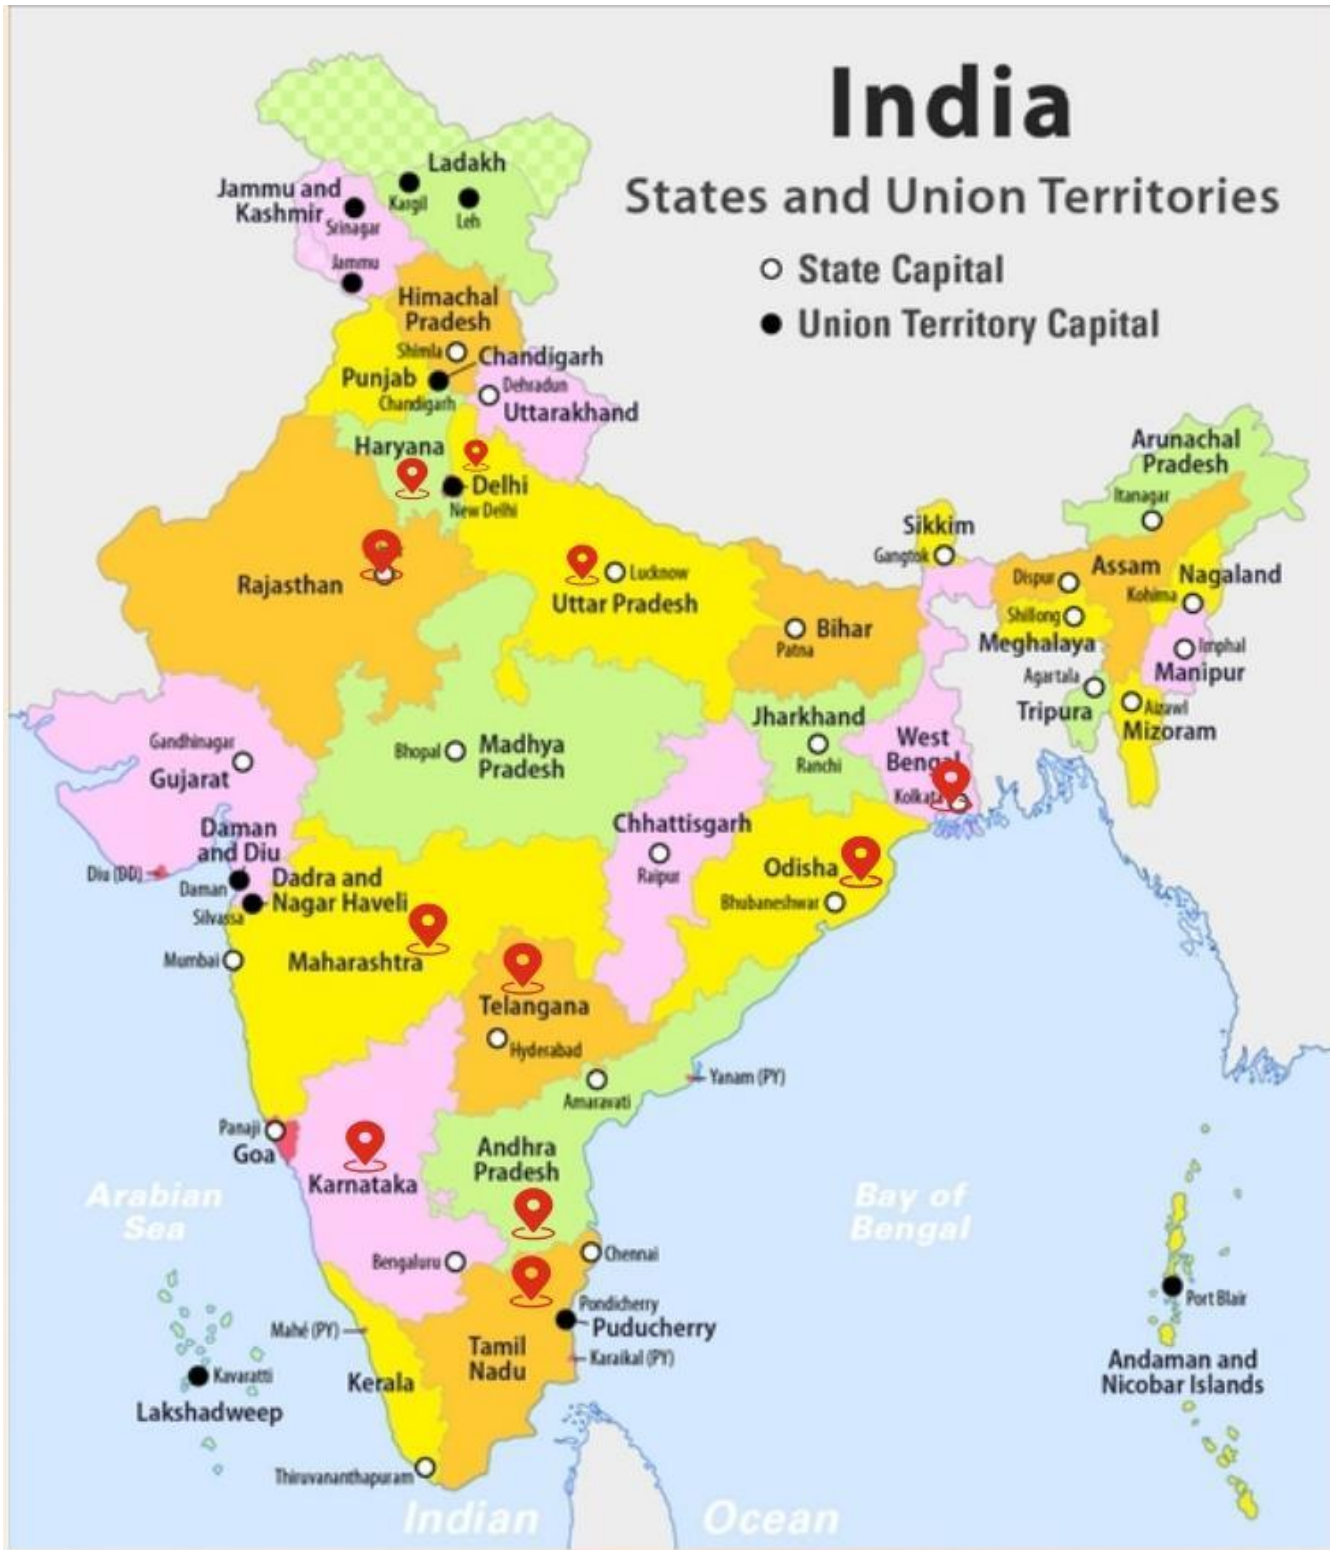 India
States and Union Territories
State Capital
Union Territory Capital
Ladakh
Kargil
Leh
Jammu and
Kashmir
Srinagar
Jammu
Himachal
Pradesh
Shimla
Chandigarh
Punjab
Chandigarh
Dehradun
Uttarakhand
Haryana
Delhi
New Delhi
Rajasthan
Lucknow
Uttar Pradesh
Bihar
Patna
Sikkim
Gangtok
Arunachal
Pradesh
Itanagar
Assam
Dispur
Nagaland
Kohima
Shillong
Meghalaya
Imphal
Manipur
Agartala
Tripura
Aizawl
Mizoram
Gandhinagar
Gujarat
Bhopal
Madhya
Pradesh
Jharkhand
Ranchi
West
Bengal
Kolkata
Daman
and Diu
Diu (DD)
Daman
Dadra and
Nagar Haveli
Silvassa
Chhattisgarh
Raipur
Odisha
Bhubaneshwar
Mumbai
Maharashtra
Telangana
Hyderabad
Amaravati
Yanam (PY)
Panaji
Goa
Karnataka
Andhra
Pradesh
Arabian
Sea
Bay of
Bengal
Bengaluru
Chennai
Pondicherry
Puducherry
Mahé (PY)
Tamil
Nadu
Karaikal (PY)
Kerala
Kavaratti
Lakshadweep
Port Blair
Andaman and
Nicobar Islands
Thiruvananthapuram
Indian Ocean